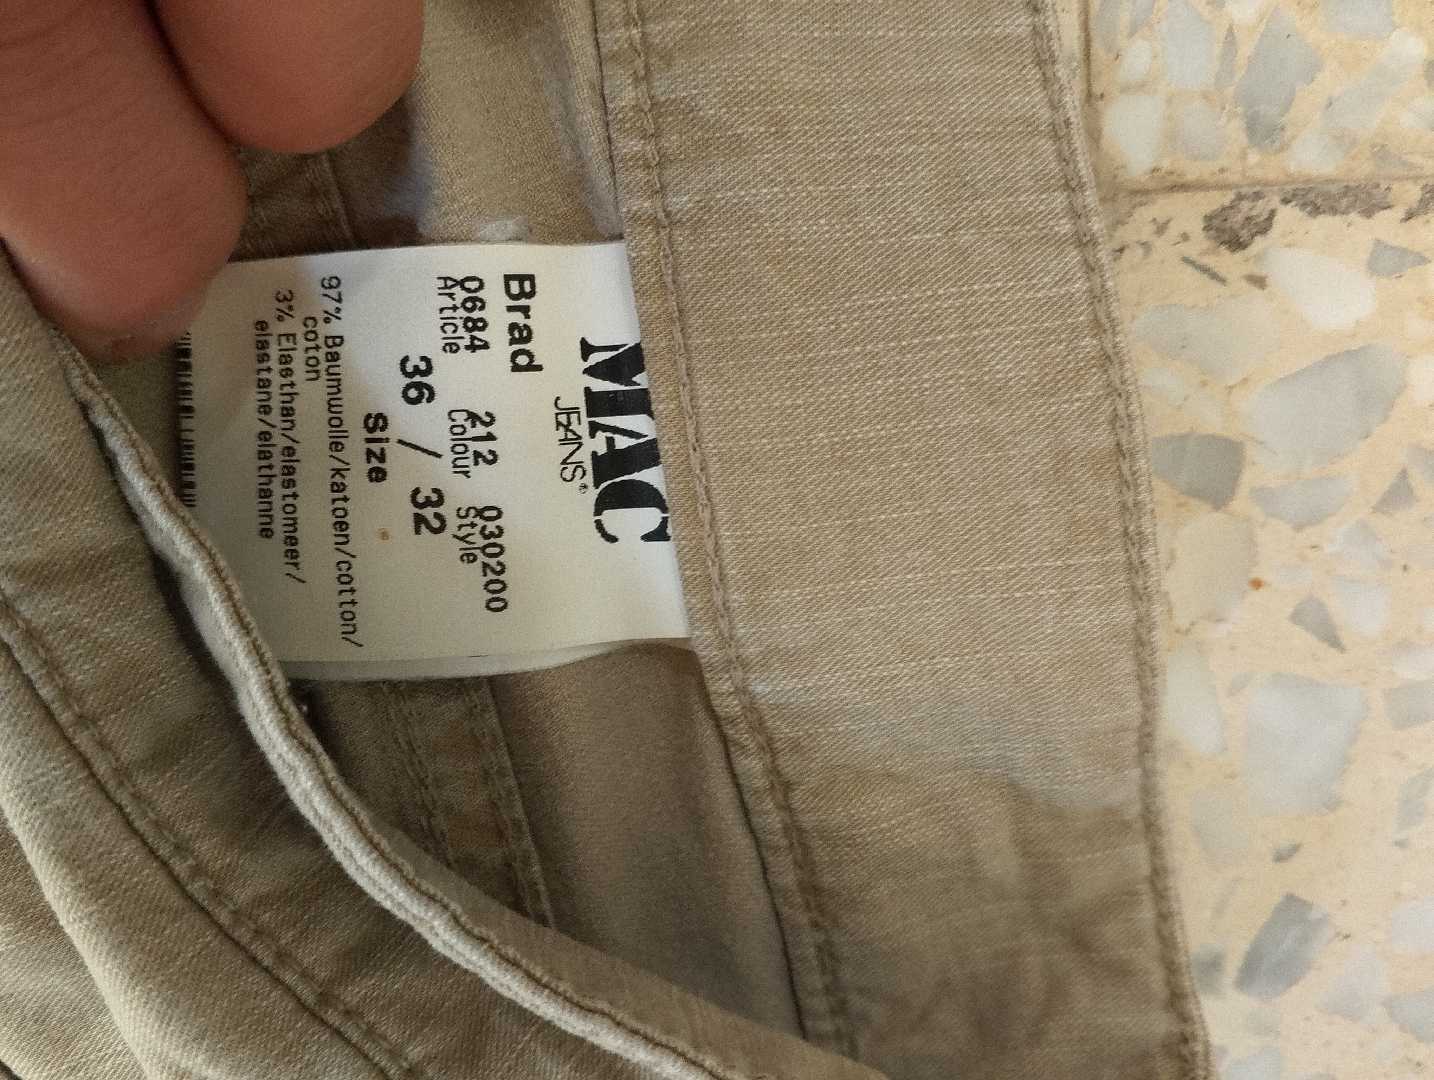 MAC
JEANS®
Brad
0684 212 030200
Article Colour Style
36 / 32
Size
97% Baumwolle/katoen/cotton/
coton
3% Elasthan/elastomeer/
elastane/elathanne